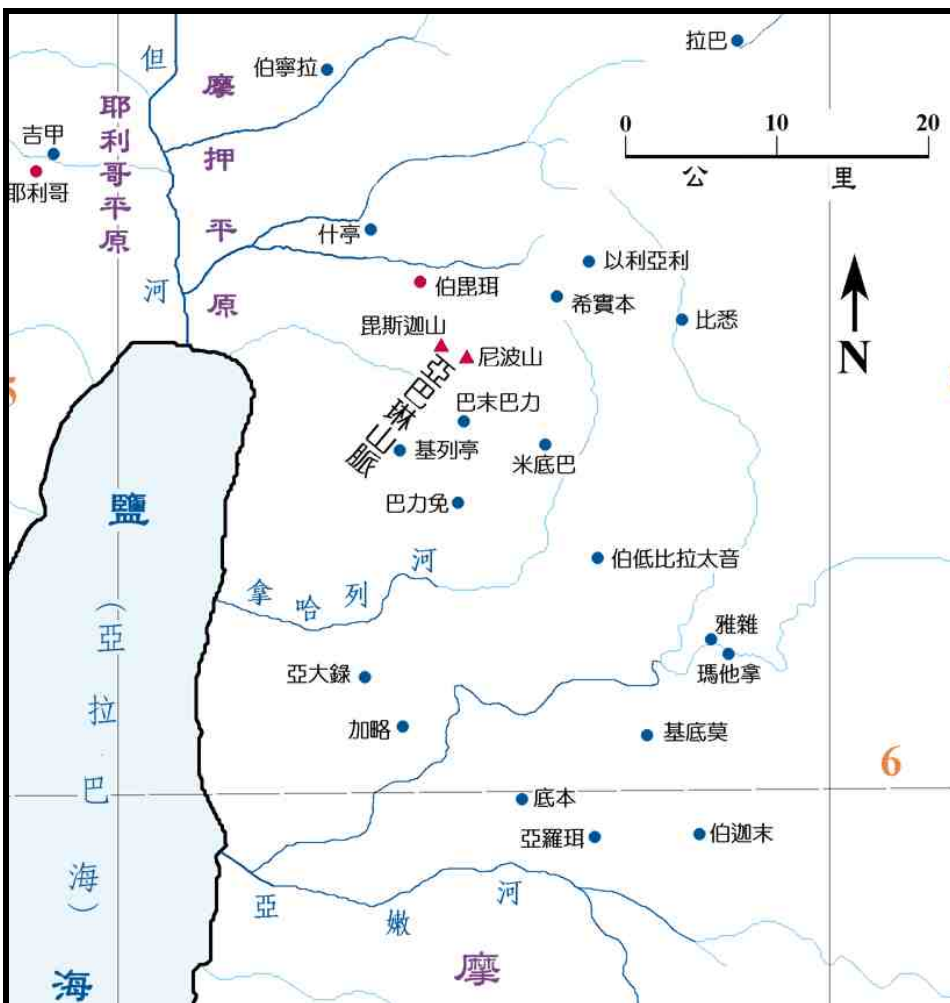 拉巴
伯寧拉
但河
摩押平原
耶利哥平原
吉甲
耶利哥
0 10 20
公里
什亭
以利亞利
伯毘珥
希實本
比悉
N
毘斯迦山
尼波山
亞巴琳山脈
巴末巴力
基列亭
米底巴
巴力免
鹽海
(亞拉巴海)
拿哈列河
伯低比拉太音
雅雜
瑪他拿
亞大錄
加略
基底莫
6
底本
亞羅珥
伯迦末
亞嫩河
摩